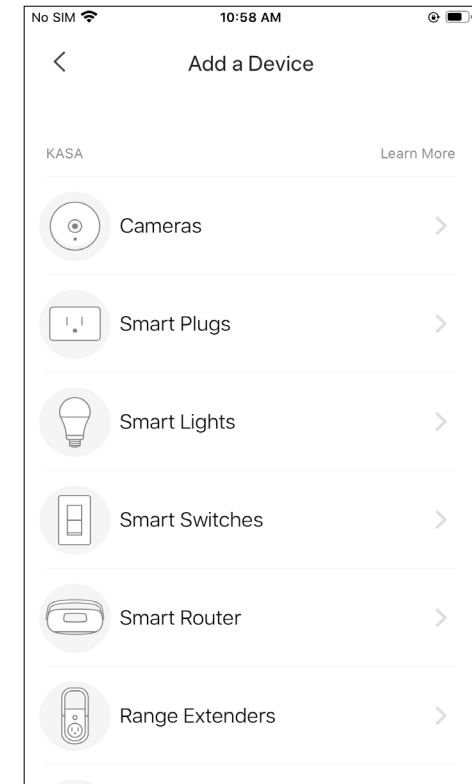 No SIM 10:58 AM
Add a Device
KASA Learn More
Cameras
Smart Plugs
Smart Lights
Smart Switches
Smart Router
Range Extenders